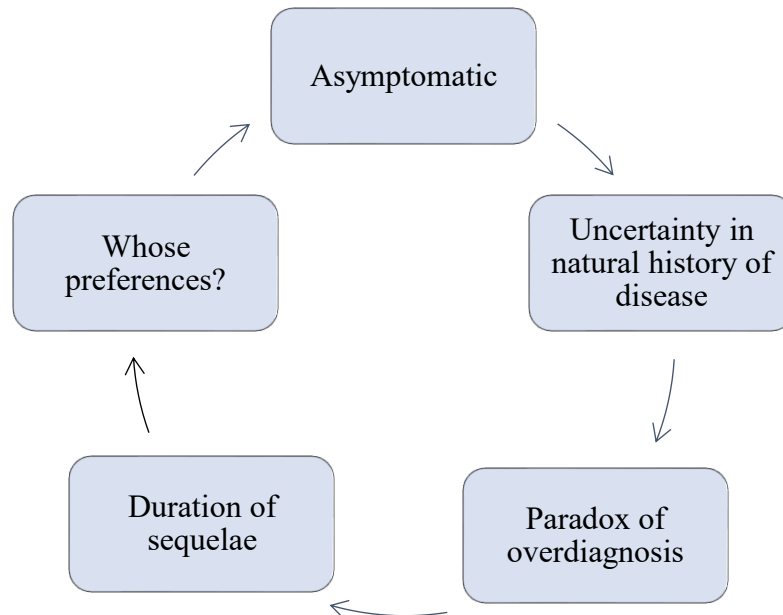 Asymptomatic
Uncertainty in
natural history of
disease
Paradox of
overdiagnosis
Duration of
sequelae
Whose
preferences?